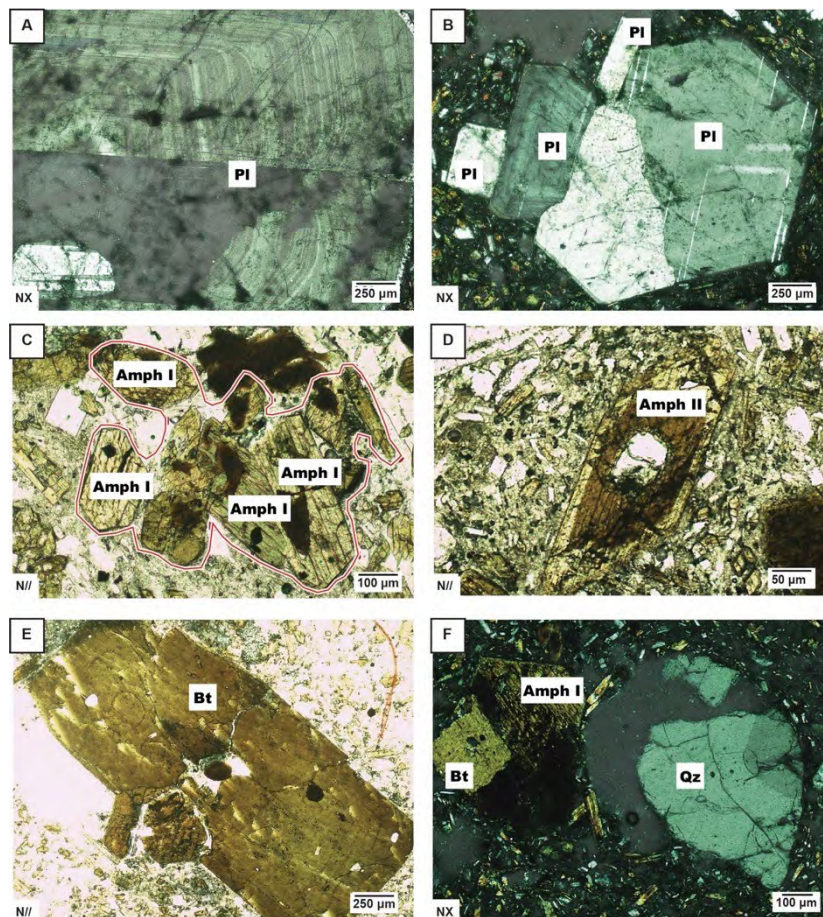 A
Pl
NX
250 µm
B
Pl
Pl
Pl
Pl
NX
250 µm
C
Amph I
Amph I
Amph I
Amph I
N//
100 µm
D
Amph II
N//
50 µm
E
Bt
N//
250 µm
F
Amph I
Bt
Qz
NX
100 µm